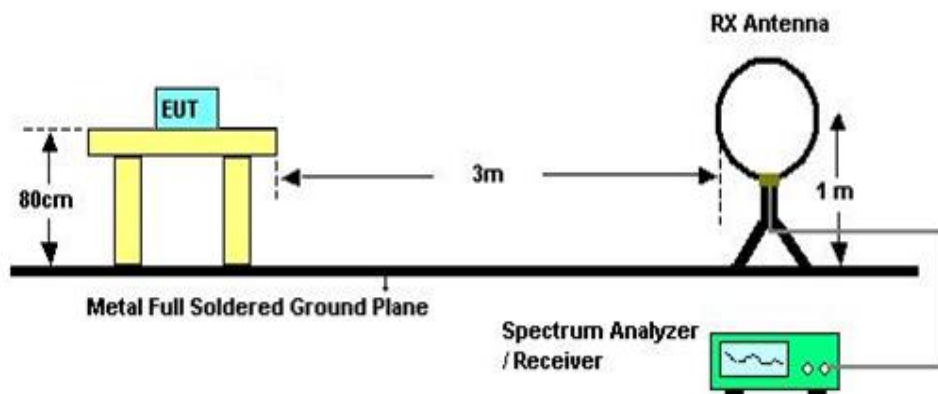 RX Antenna
EUT
3m
80cm
1 m
Metal Full Soldered Ground Plane
Spectrum Analyzer
/ Receiver